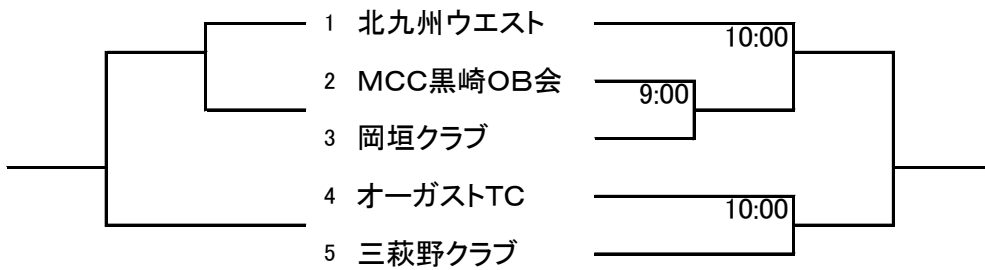 1 北九州ウエスト
10:00
2 MCC黒崎OB会
9:00
3 岡垣クラブ
4 オーガストTC
10:00
5 三萩野クラブ